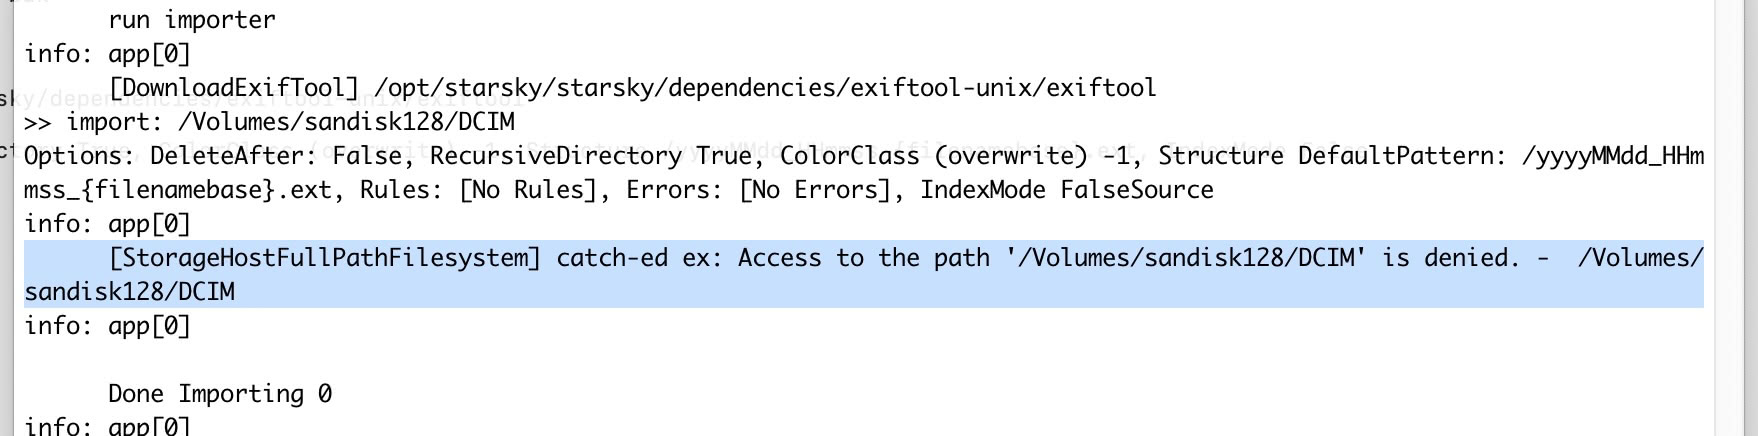 run importer
info: app[0]
[DownloadExifTool] /opt/starsky/starsky/dependencies/exiftool-unix/exiftool
>> import: /Volumes/sandisk128/DCIM
Options: DeleteAfter: False, RecursiveDirectory True, ColorClass (overwrite) -1, Structure DefaultPattern: /yyyyMMdd_HHm
mss_{filenamebase}.ext, Rules: [No Rules], Errors: [No Errors], IndexMode FalseSource
info: app[0]
[StorageHostFullPathFilesystem] catch-ed ex: Access to the path '/Volumes/sandisk128/DCIM' is denied. -  /Volumes/
sandisk128/DCIM
info: app[0]
Done Importing 0
info: app[0]